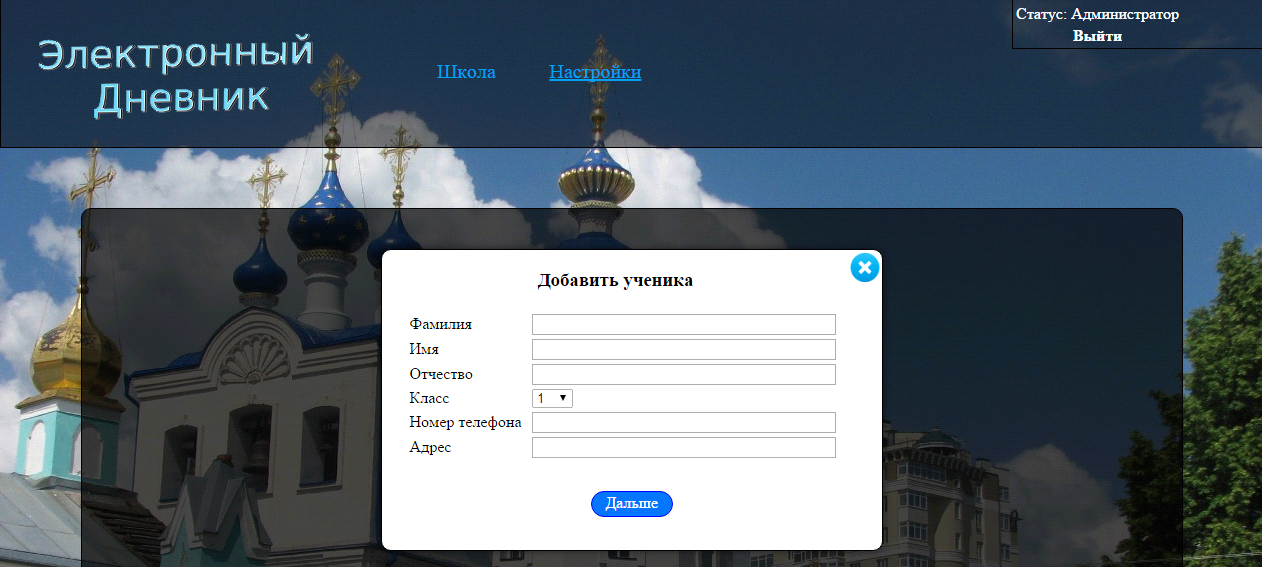 Электронный
Дневник
Школа
Настройки
Статус: Администратор
Выйти
Добавить ученика
Фамилия
Имя
Отчество
Класс 1
Номер телефона
Адрес
Дальше